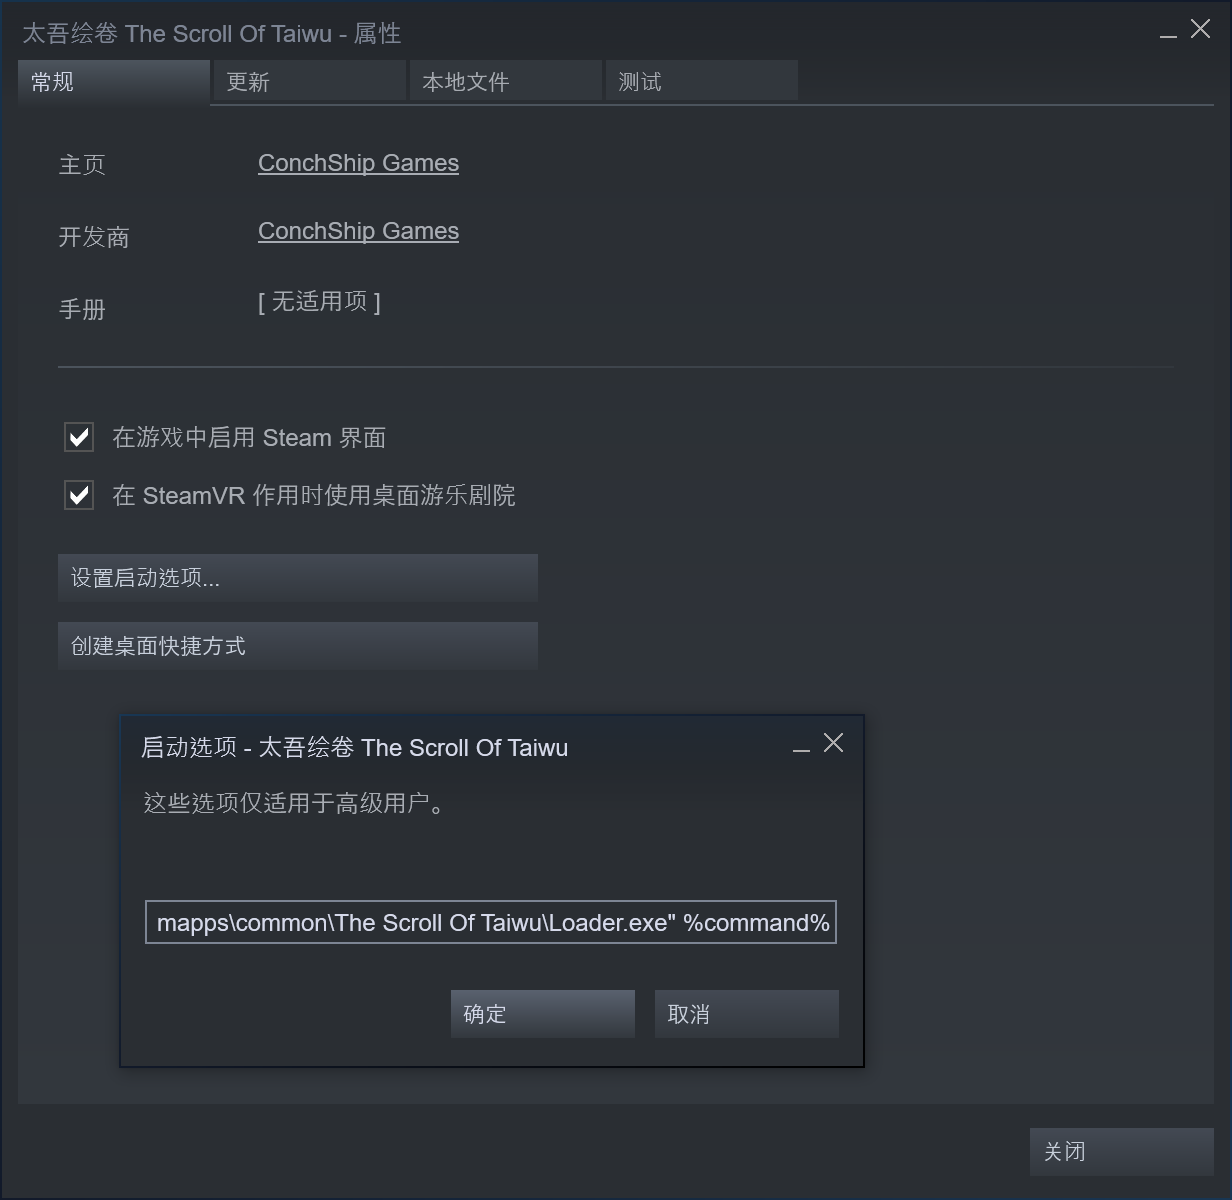 太吾绘卷 The Scroll Of Taiwu - 属性
常规
更新
本地文件
测试
主页
ConchShip Games
开发商
ConchShip Games
手册
[ 无适用项 ]
在游戏中启用 Steam 界面
在 SteamVR 作用时使用桌面游乐剧院
设置启动选项...
创建桌面快捷方式
启动选项 - 太吾绘卷 The Scroll Of Taiwu
这些选项仅适用于高级用户。
mapps\common\The Scroll Of Taiwu\Loader.exe" %command%
确定
取消
关闭